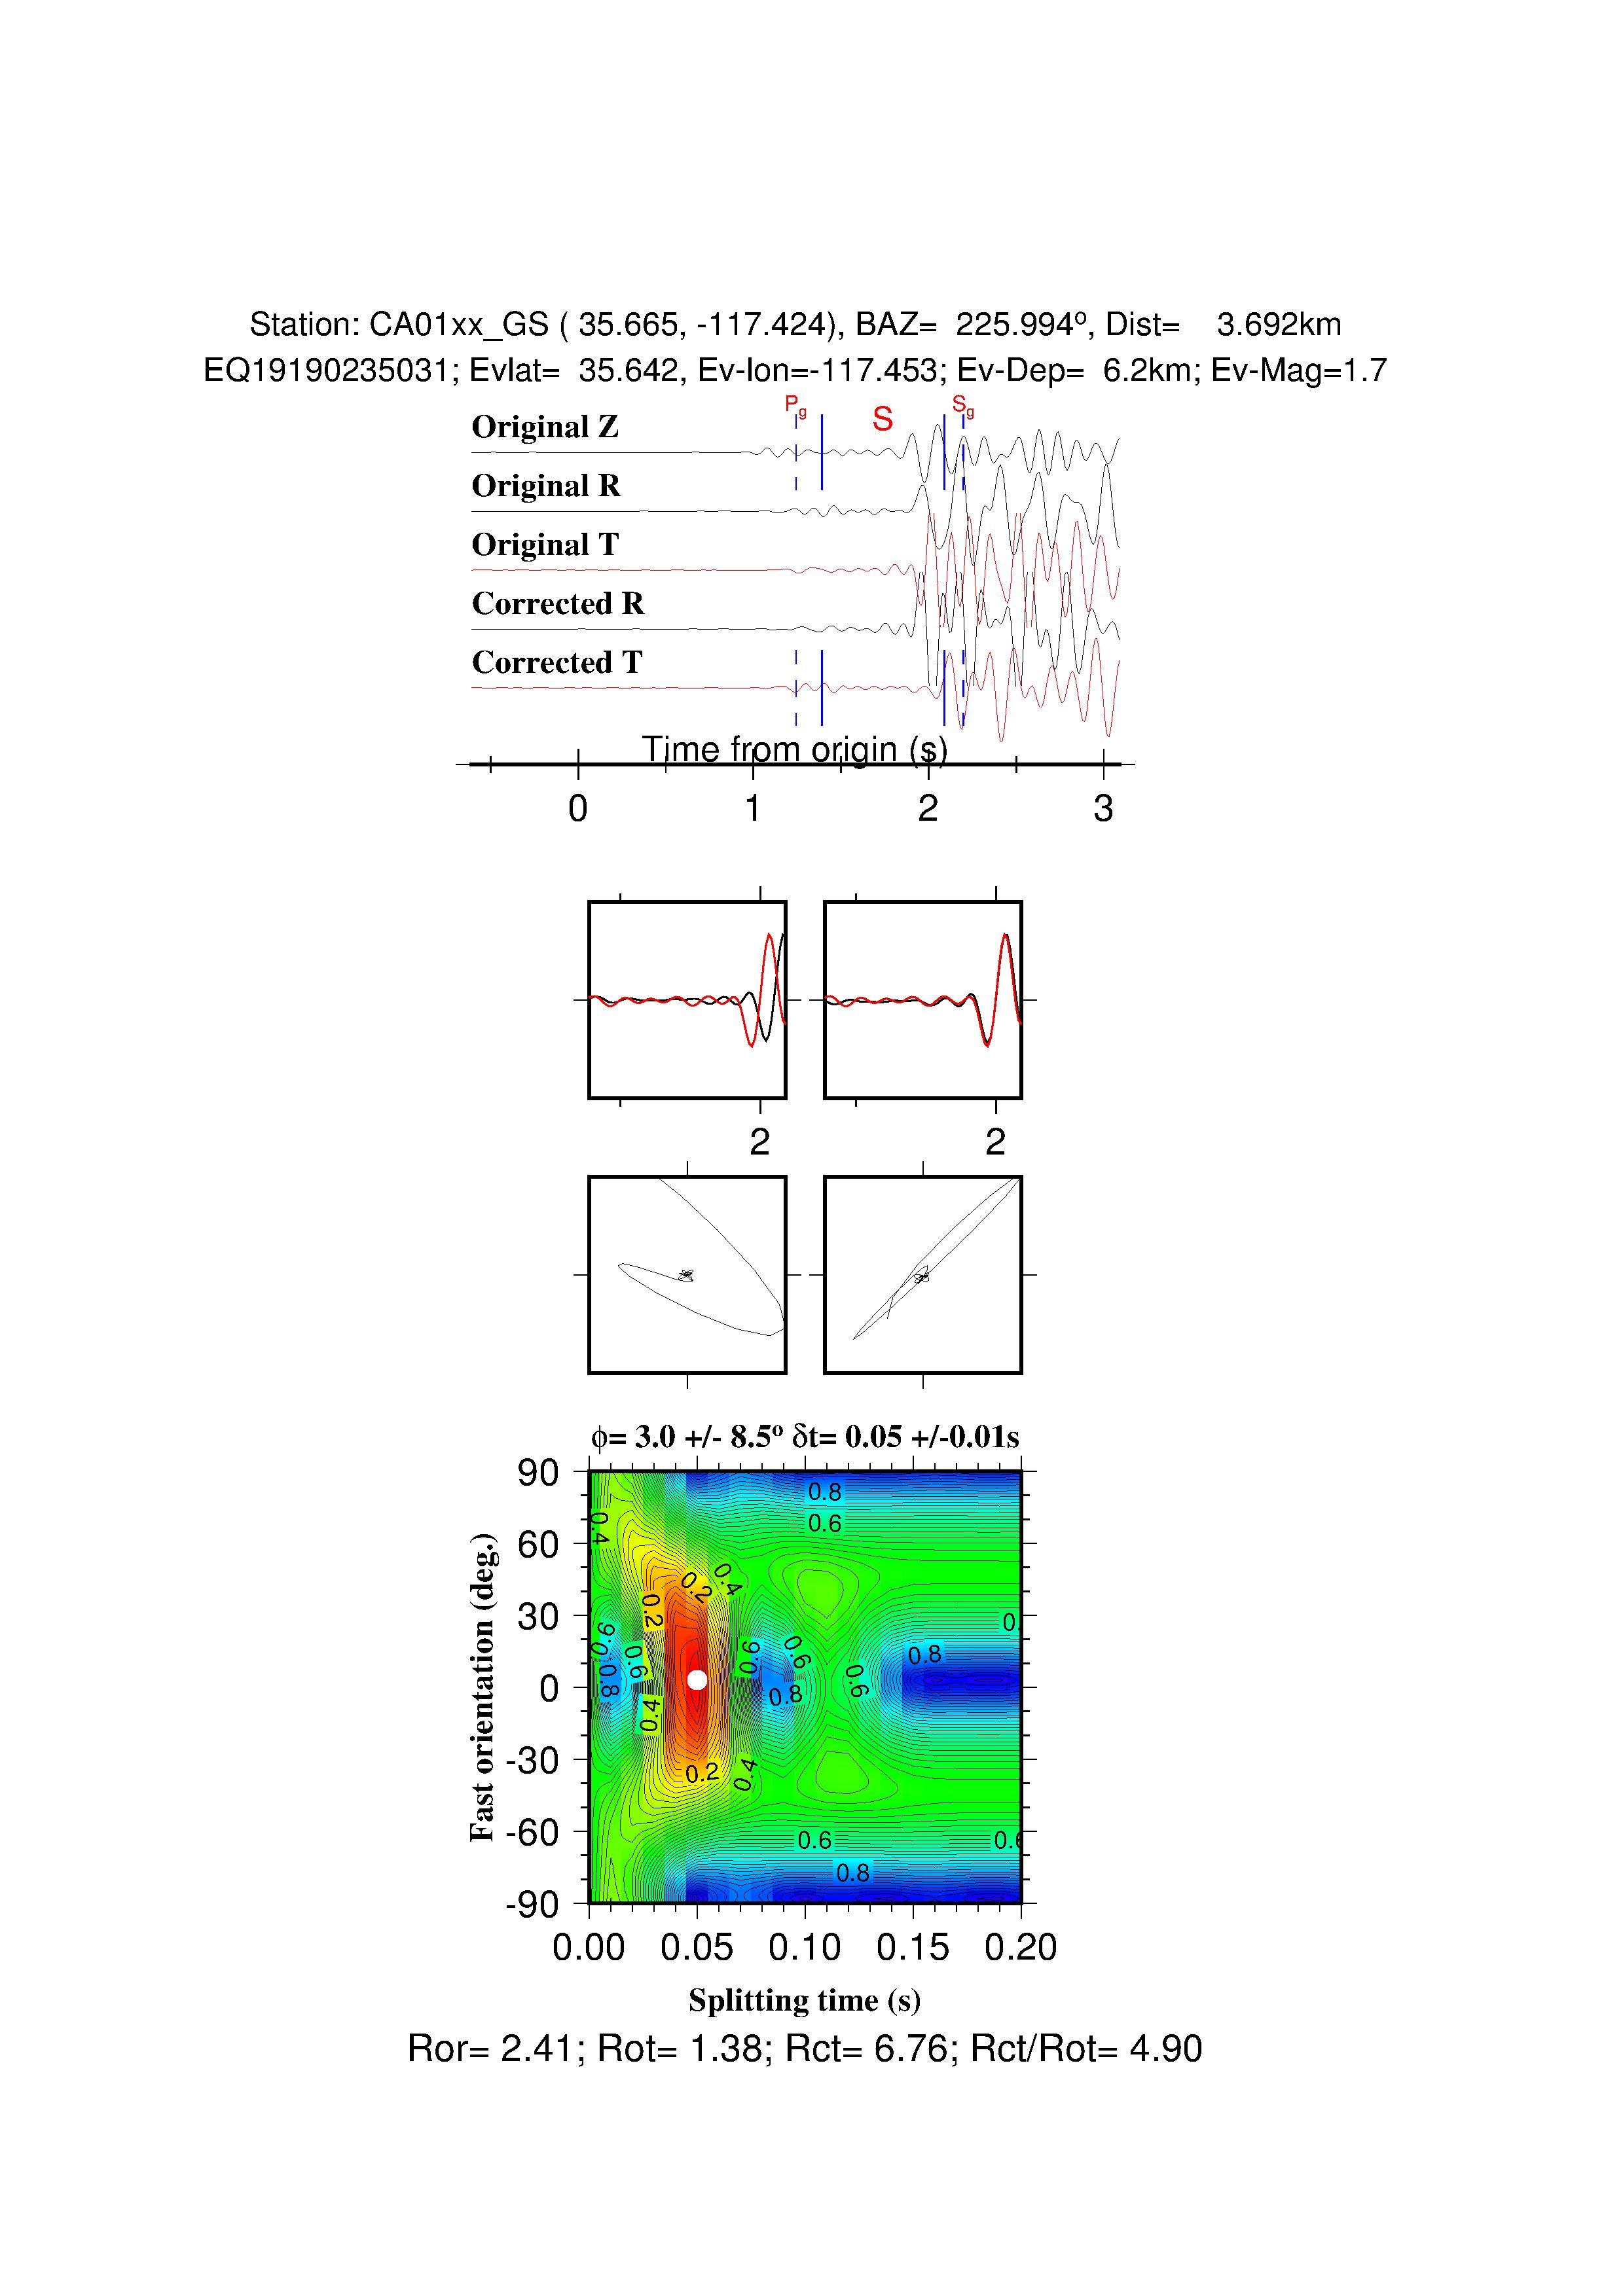 Station: CA01xx_GS ( 35.665, -117.424), BAZ= 225.994º, Dist= 3.692km
EQ19190235031; Evlat= 35.642, Ev-lon=-117.453; Ev-Dep= 6.2km; Ev-Mag=1.7
Pg S Sg
Original Z
Original R
Original T
Corrected R
Corrected T
Time from origin (s)
0 1 2 3
2 2
ϕ= 3.0 +/- 8.5º δt= 0.05 +/-0.01s
90
60
30
0
-30
-60
-90
Fast orientation (deg.)
0.8
0.6
0.4
0.2 0.4
0.2
0.
0.6 0.6 0.6 0.6 0.8
0.8 0.8 0.6
0.4
0.2 0.4
0.6 0.6
0.8
0.00 0.05 0.10 0.15 0.20
Splitting time (s)
Ror= 2.41; Rot= 1.38; Rct= 6.76; Rct/Rot= 4.90